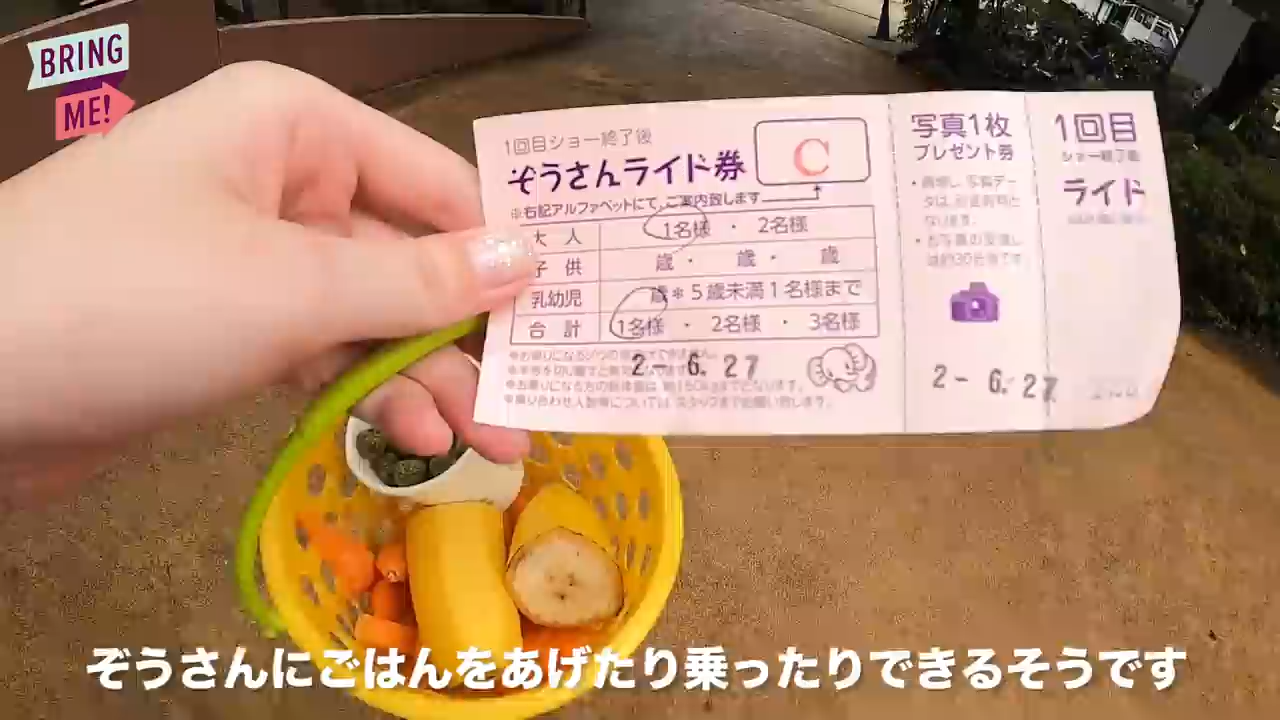 BRING
ME!
1回目ショー終了後
ぞうさんライド券
C
※右記アルファベットにて、ご案内致します
大人 1名様 ・ 2名様
子供 歳・ 歳・ 歳
乳幼児 歳＊5歳未満1名様まで
合計 1名様 ・ 2名様 ・ 3名様
2- 6. 27
写真1枚
プレゼント券
2- 6. 27
1回目
ショー終了後
ライド
ぞうさんにごはんをあげたり乗ったりできるそうです